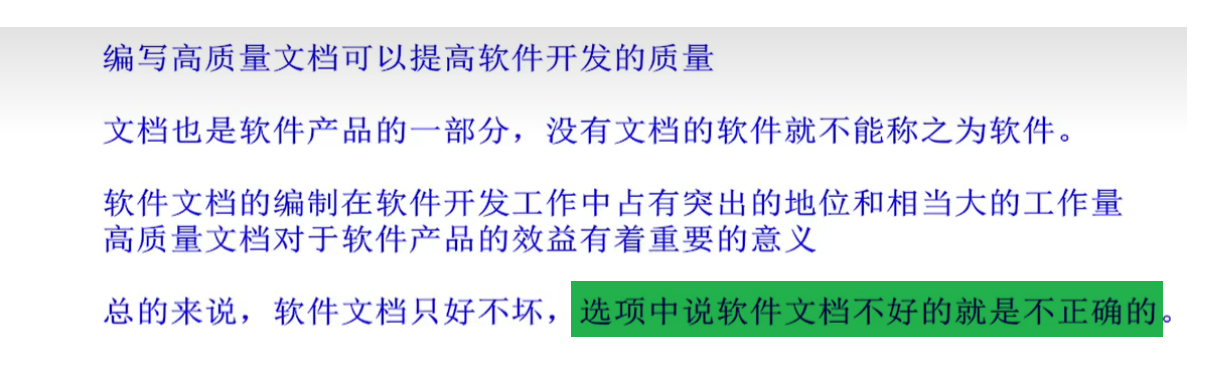 编写高质量文档可以提高软件开发的质量
文档也是软件产品的一部分，没有文档的软件就不能称之为软件。
软件文档的编制在软件开发工作中占有突出的地位和相当大的工作量
高质量文档对于软件产品的效益有着重要的意义
总的来说，软件文档只好不坏，选项中说软件文档不好的就是不正确的。